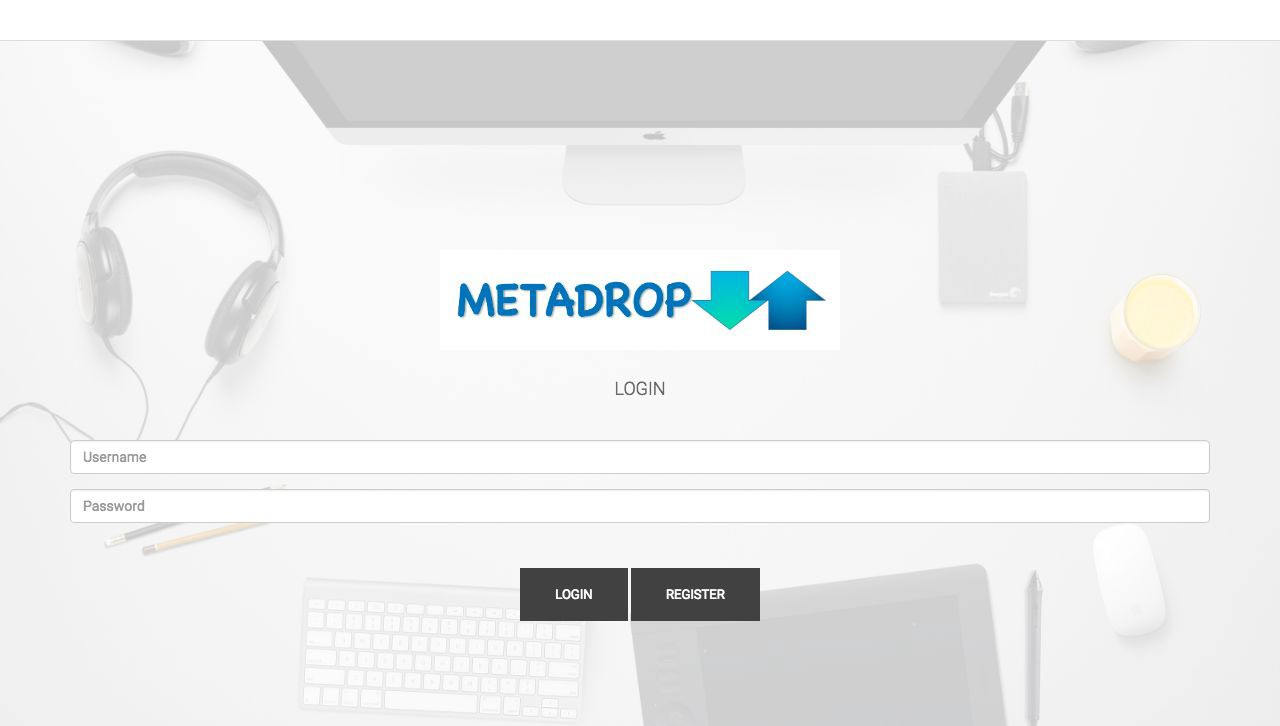 METADROP
LOGIN
Username
Password
LOGIN REGISTER